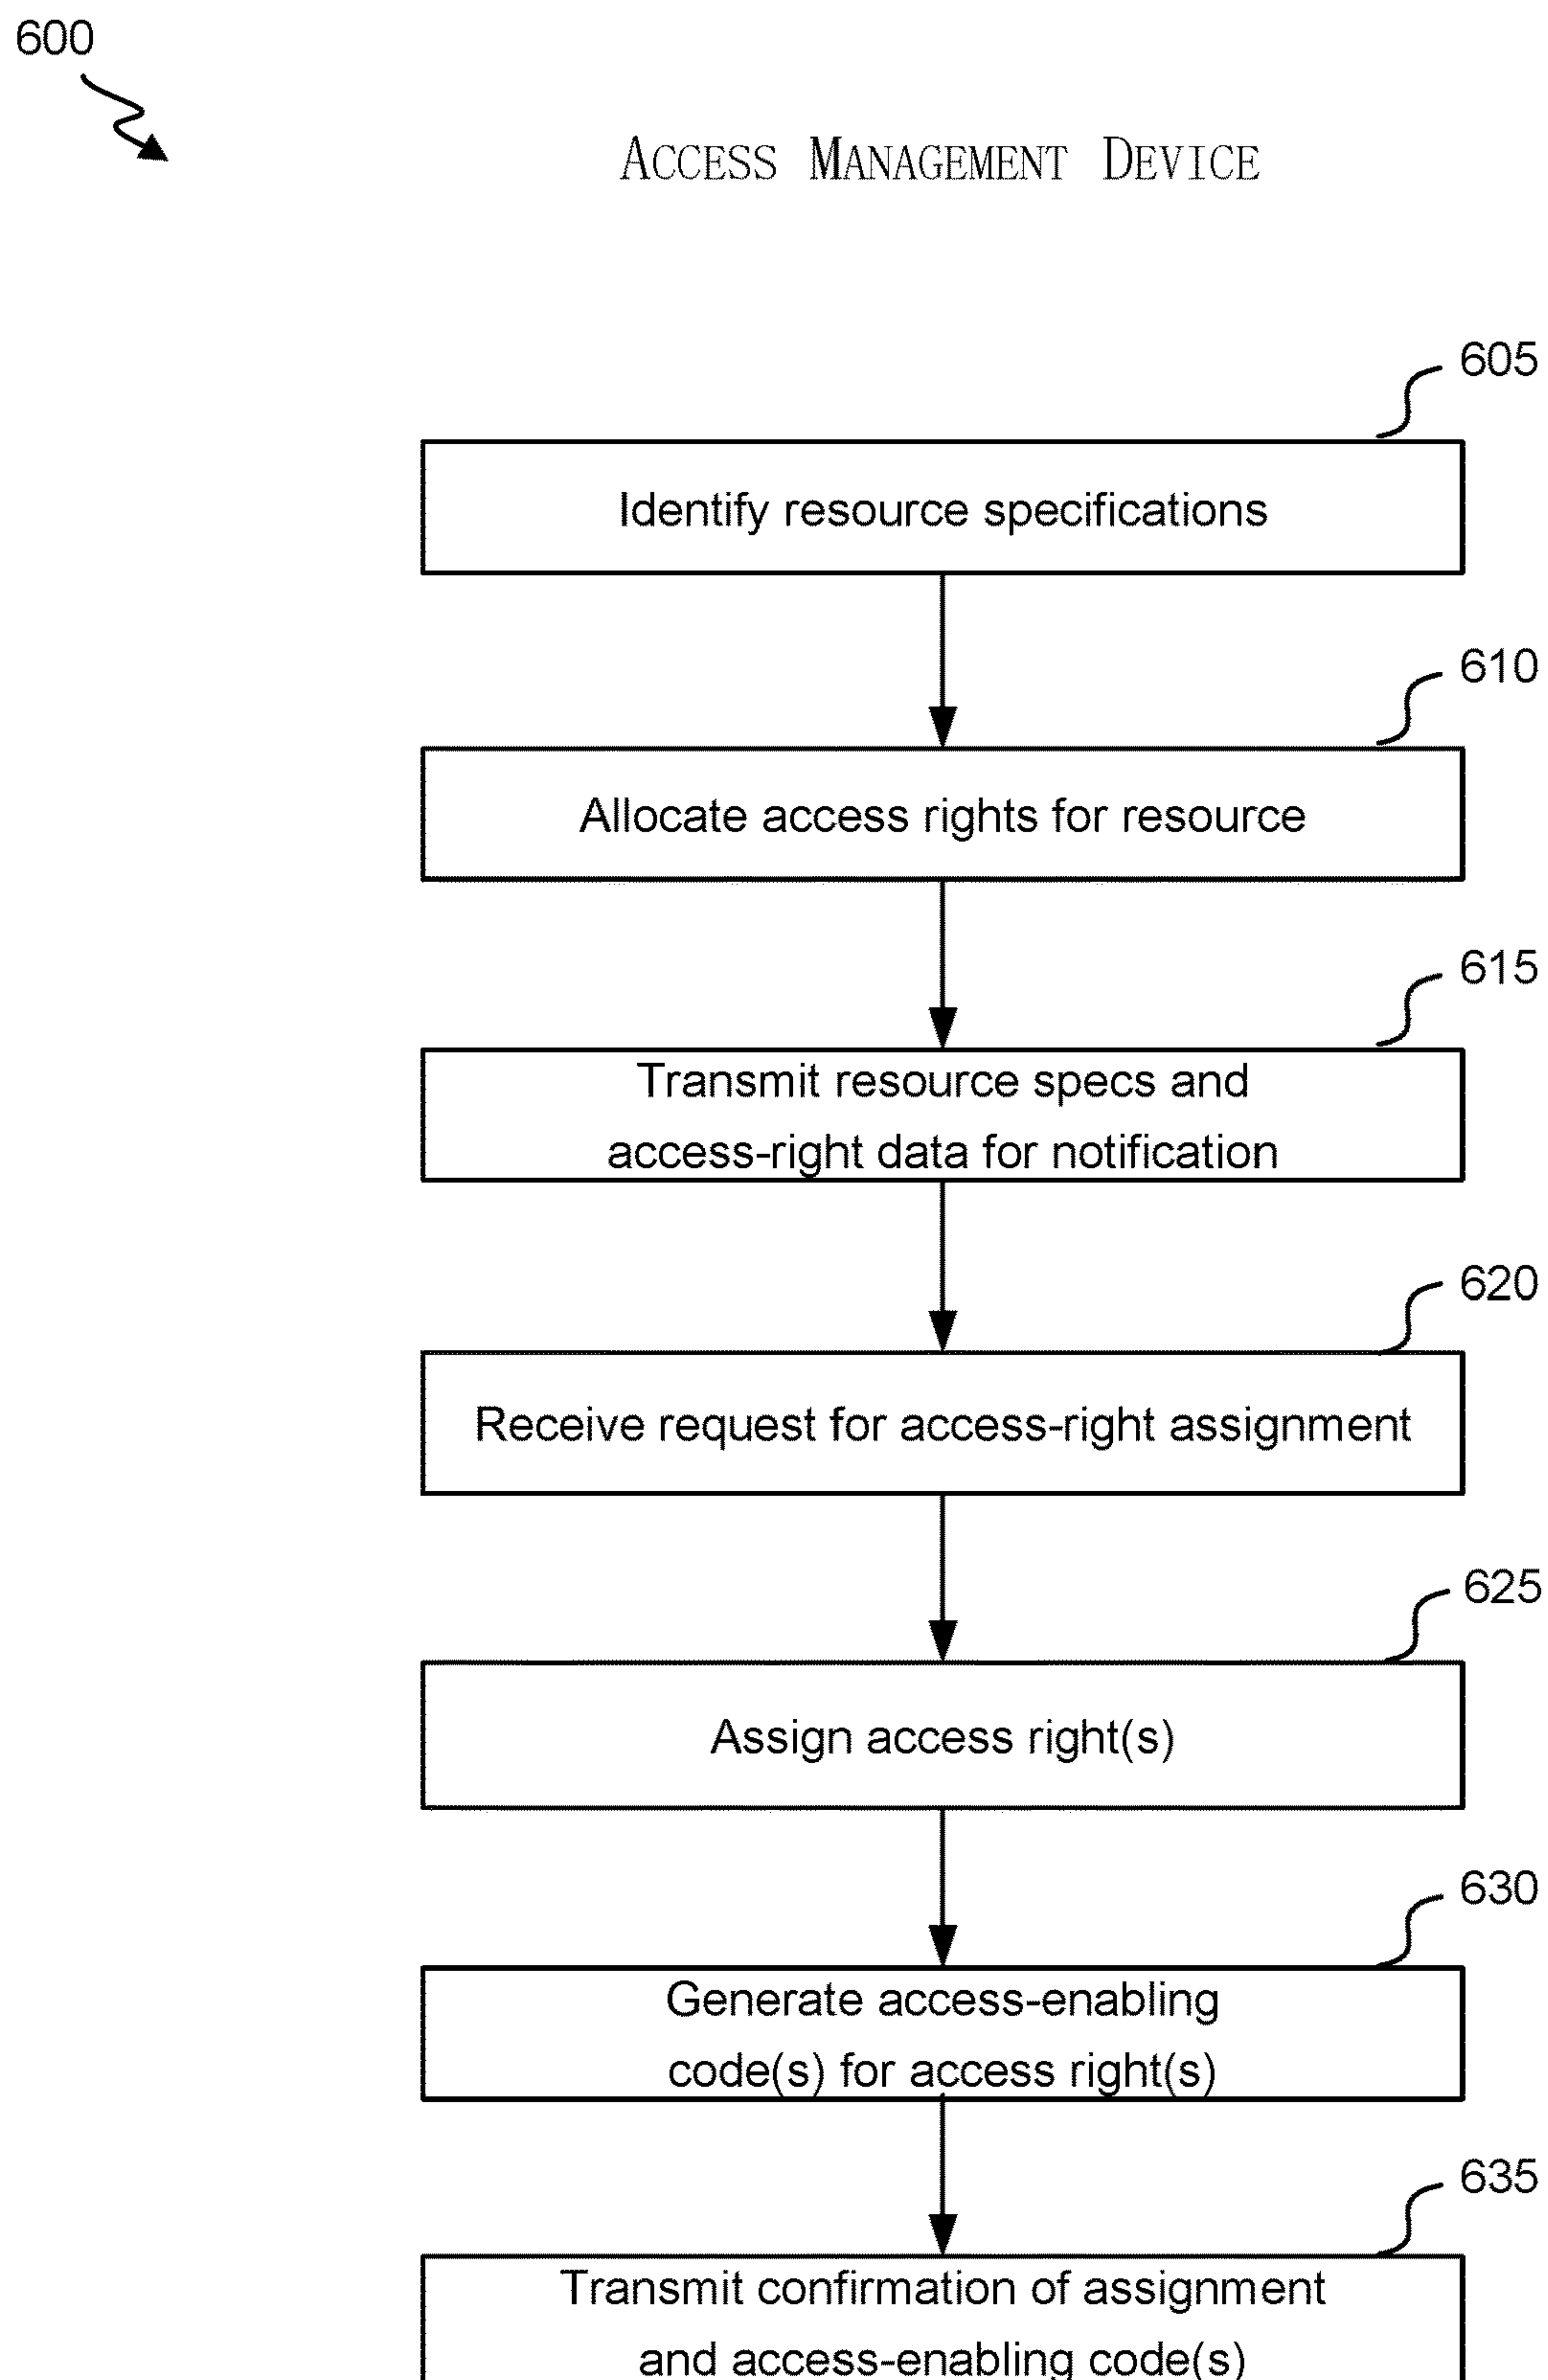 600
ACCESS MANAGEMENT DEVICE
605
Identify resource specifications
610
Allocate access rights for resource
615
Transmit resource specs and
access-right data for notification
620
Receive request for access-right assignment
625
Assign access right(s)
630
Generate access-enabling
code(s) for access right(s)
635
Transmit confirmation of assignment
and access-enabling code(s)